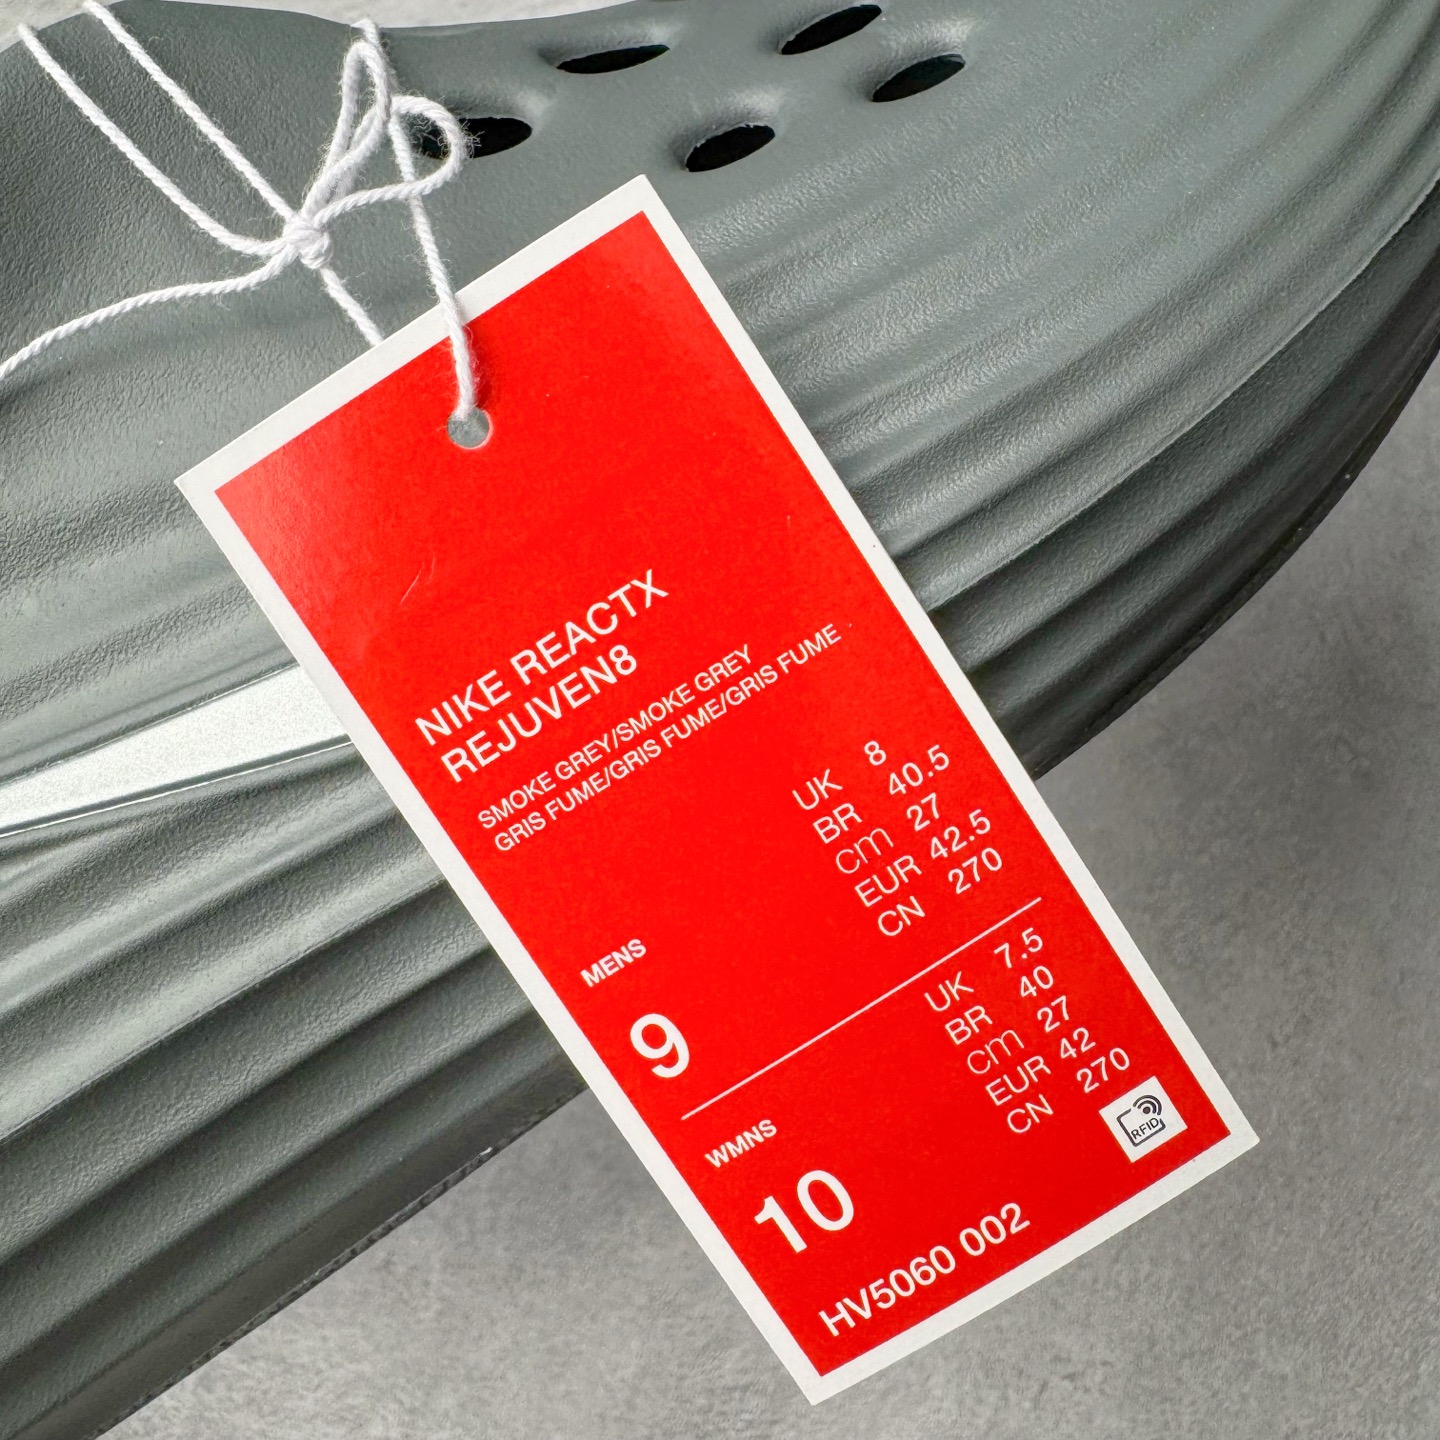 NIKE REACTX
REJUVEN8
SMOKE GREY/SMOKE GREY
GRIS FUME/GRIS FUME/GRIS FUME
MENS
9
UK 8
BR 40.5
cm 27
EUR 42.5
CN 270
WMNS
10
UK 7.5
BR 40
cm 27
EUR 42
CN 270
RFID
HV5060 002